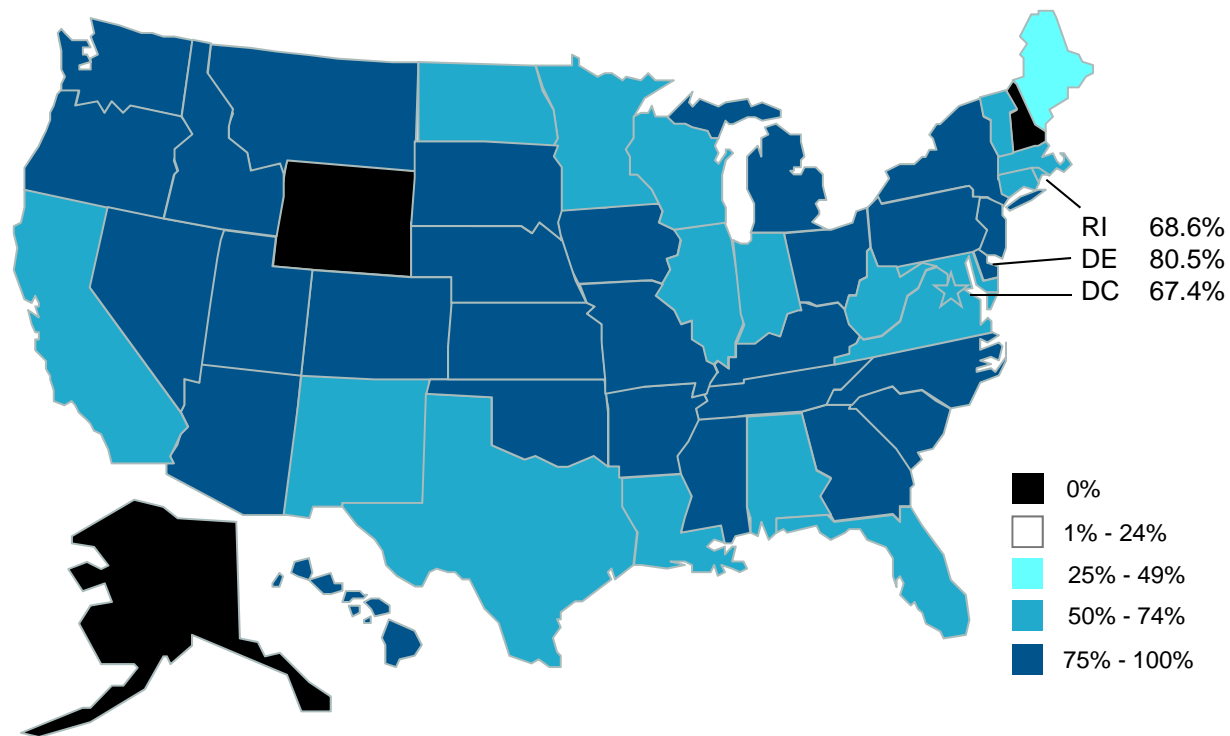 RI 68.6%
DE 80.5%
DC 67.4%
0%
1% - 24%
25% - 49%
50% - 74%
75% - 100%